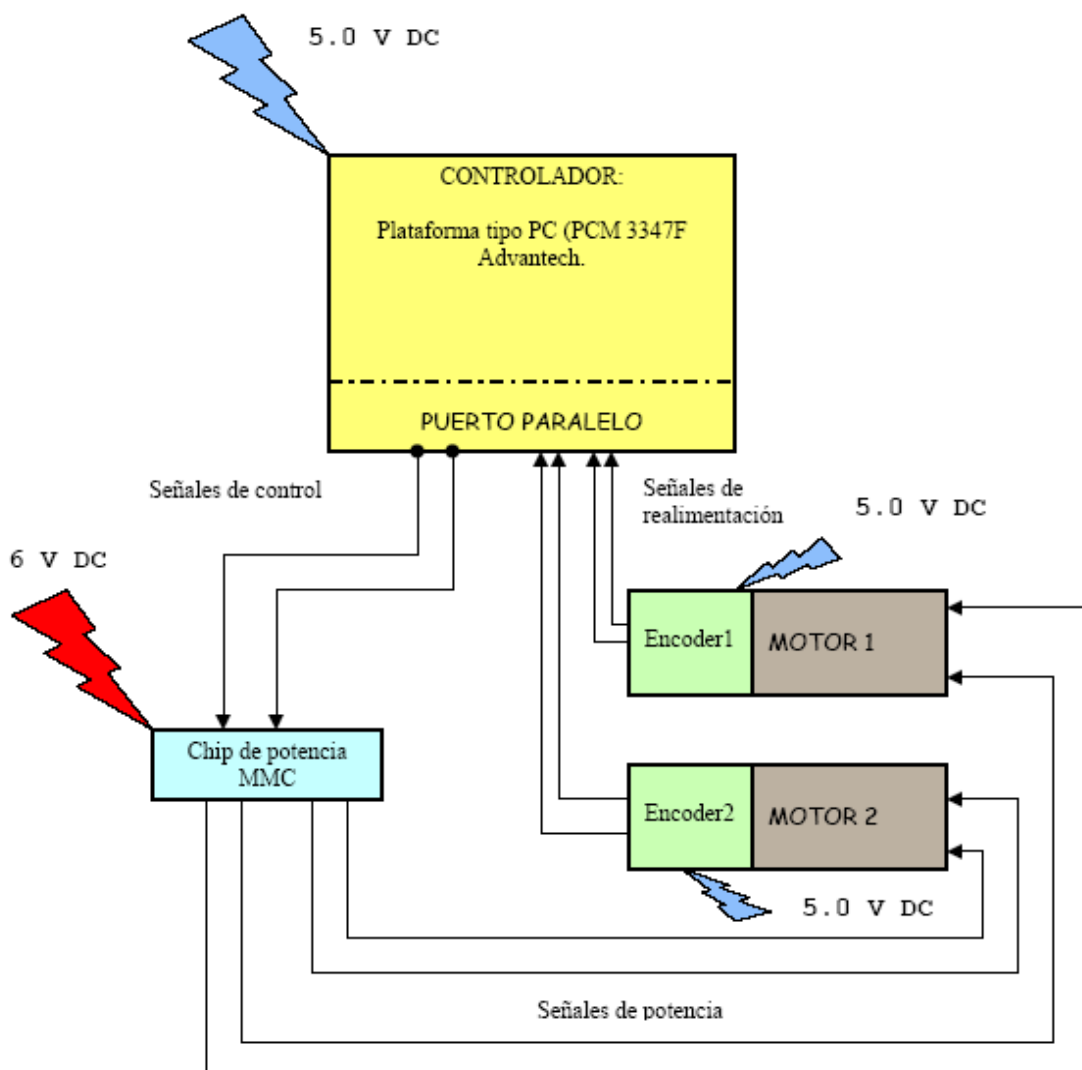 5.0 V DC
CONTROLADOR:
Plataforma tipo PC (PCM 3347F
Advantech.
PUERTO PARALELO
Señales de control
Señales de
realimentación
5.0 V DC
6 V DC
Encoder1
MOTOR 1
Chip de potencia
MMC
Encoder2
MOTOR 2
5.0 V DC
Señales de potencia